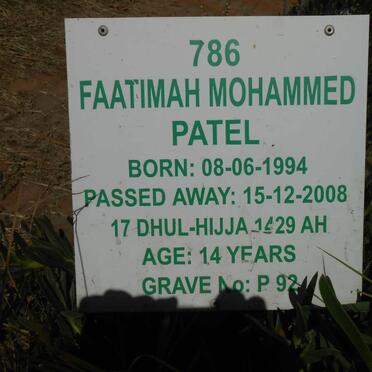 786
FAATIMAH MOHAMMED
PATEL
BORN: 08-06-1994
PASSED AWAY: 15-12-2008
17 DHUL-HIJJA 1429 AH
AGE: 14 YEARS
GRAVE No: P 92